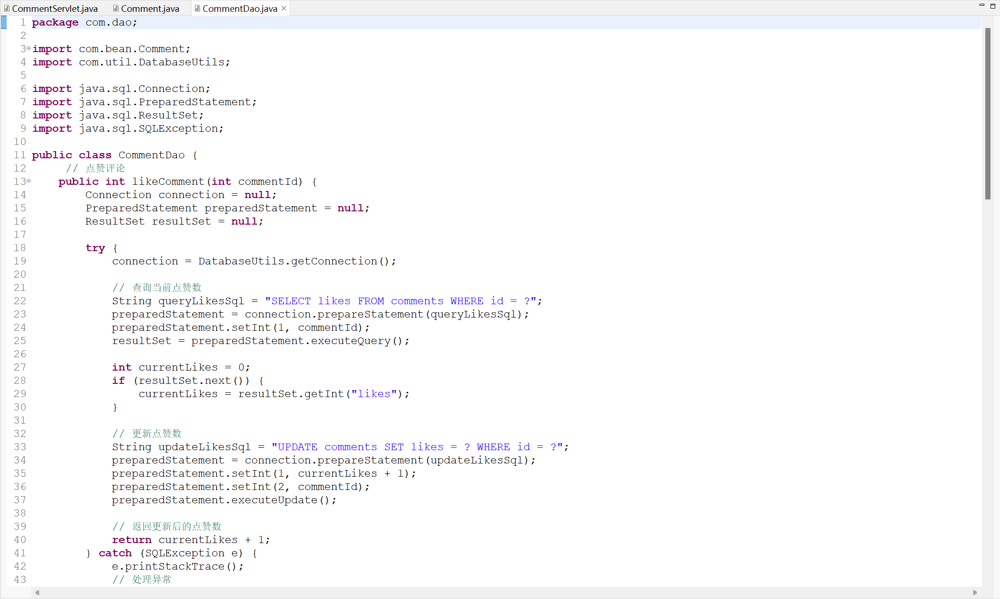 CommentServlet.java Comment.java CommentDao.java
1 package com.dao;
2
3 import com.bean.Comment;
4 import com.util.DatabaseUtils;
5
6 import java.sql.Connection;
7 import java.sql.PreparedStatement;
8 import java.sql.ResultSet;
9 import java.sql.SQLException;
10
11 public class CommentDao {
12 // 点赞评论
13 public int likeComment(int commentId) {
14 Connection connection = null;
15 PreparedStatement preparedStatement = null;
16 ResultSet resultSet = null;
17
18 try {
19 connection = DatabaseUtils.getConnection();
20
21 // 查询当前点赞数
22 String queryLikesSql = "SELECT likes FROM comments WHERE id = ?";
23 preparedStatement = connection.prepareStatement(queryLikesSql);
24 preparedStatement.setInt(1, commentId);
25 resultSet = preparedStatement.executeQuery();
26
27 int currentLikes = 0;
28 if (resultSet.next()) {
29 currentLikes = resultSet.getInt("likes");
30 }
31
32 // 更新点赞数
33 String updateLikesSql = "UPDATE comments SET likes = ? WHERE id = ?";
34 preparedStatement = connection.prepareStatement(updateLikesSql);
35 preparedStatement.setInt(1, currentLikes + 1);
36 preparedStatement.setInt(2, commentId);
37 preparedStatement.executeUpdate();
38
39 // 返回更新后的点赞数
40 return currentLikes + 1;
41 } catch (SQLException e) {
42 e.printStackTrace();
43 // 处理异常